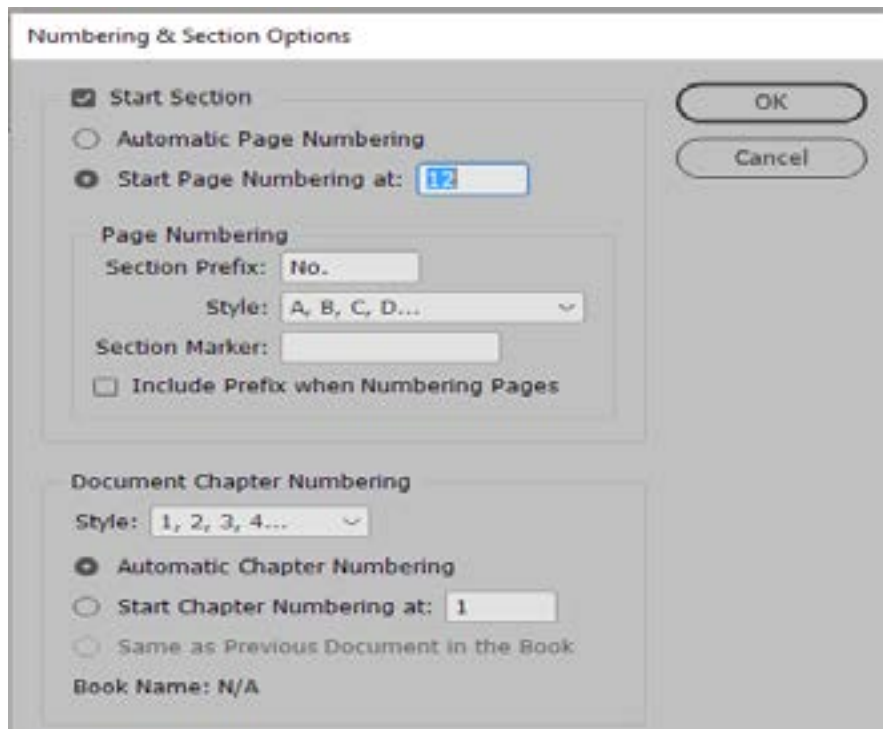 Numbering & Section Options
Start Section
OK
Automatic Page Numbering
Cancel
Start Page Numbering at: 12
Page Numbering
Section Prefix: No.
Style: A, B, C, D...
Section Marker:
Include Prefix when Numbering Pages
Document Chapter Numbering
Style: 1, 2, 3, 4...
Automatic Chapter Numbering
Start Chapter Numbering at: 1
Same as Previous Document in the Book
Book Name: N/A